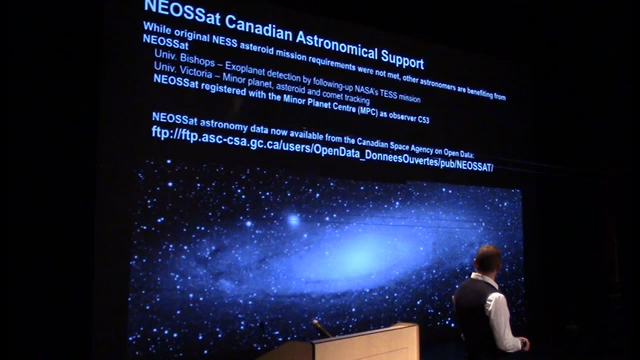 NEOSSat Canadian Astronomical Support
While original NESS asteroid mission requirements were not met, other astronomers are benefiting from
NEOSSat
Univ. Bishops – Exoplanet detection by following-up NASA's TESS mission
Univ. Victoria – Minor planet, asteroid and comet tracking
NEOSSat registered with the Minor Planet Centre (MPC) as observer C53
NEOSSat astronomy data now available from the Canadian Space Agency on Open Data:
ftp://ftp.asc-csa.gc.ca/users/OpenData_DonneesOuvertes/pub/NEOSSAT/